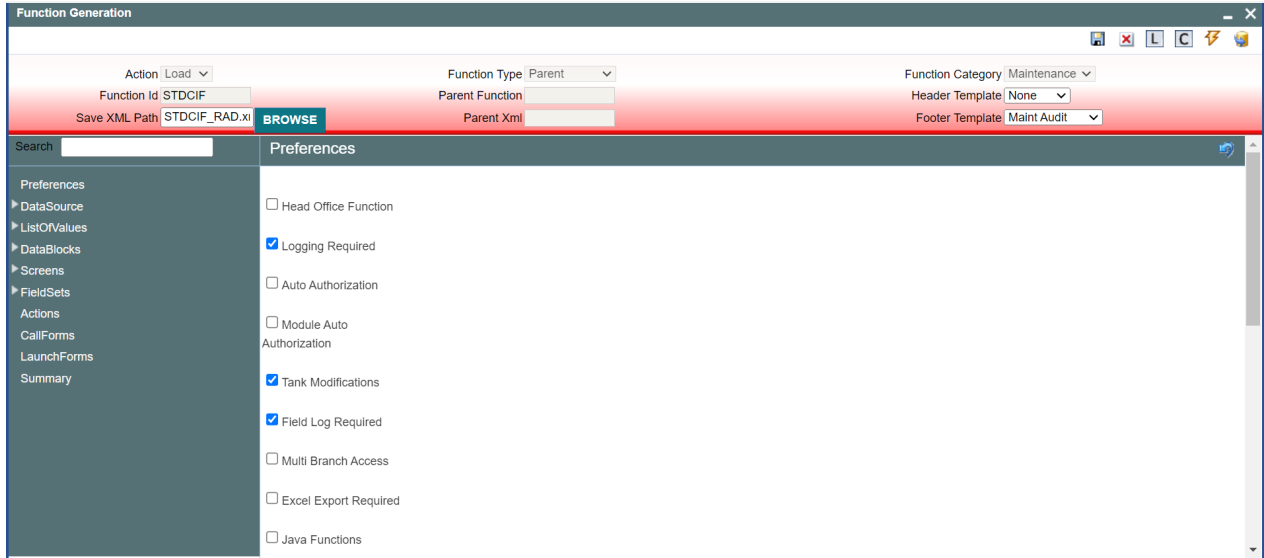 Function Generation
L C
Action Load Function Type Parent Function Category Maintenance
Function Id STDCIF Parent Function Header Template None
Save XML Path STDCIF_RAD.x BROWSE Parent Xml Footer Template Maint Audit
Search Preferences
Preferences
DataSource
ListOfValues
DataBlocks
Screens
FieldSets
Actions
CallForms
LaunchForms
Summary
Head Office Function
Logging Required
Auto Authorization
Module Auto
Authorization
Tank Modifications
Field Log Required
Multi Branch Access
Excel Export Required
Java Functions